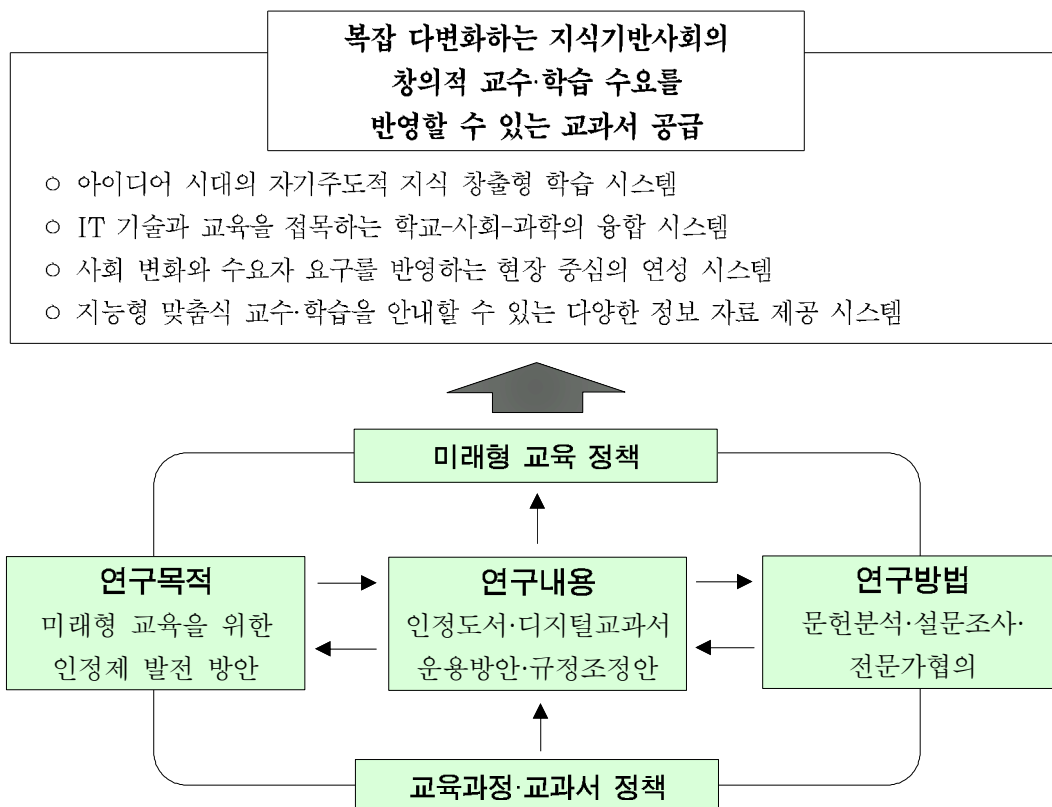 복잡 다변화하는 지식기반사회의
창의적 교수·학습 수요를
반영할 수 있는 교과서 공급
○ 아이디어 시대의 자기주도적 지식 창출형 학습 시스템
○ IT 기술과 교육을 접목하는 학교-사회-과학의 융합 시스템
○ 사회 변화와 수요자 요구를 반영하는 현장 중심의 연성 시스템
○ 지능형 맞춤식 교수·학습을 안내할 수 있는 다양한 정보 자료 제공 시스템
미래형 교육 정책
연구목적
미래형 교육을 위한
인정제 발전 방안
연구내용
인정도서·디지털교과서
운용방안·규정조정안
연구방법
문헌분석·설문조사·
전문가협의
교육과정·교과서 정책